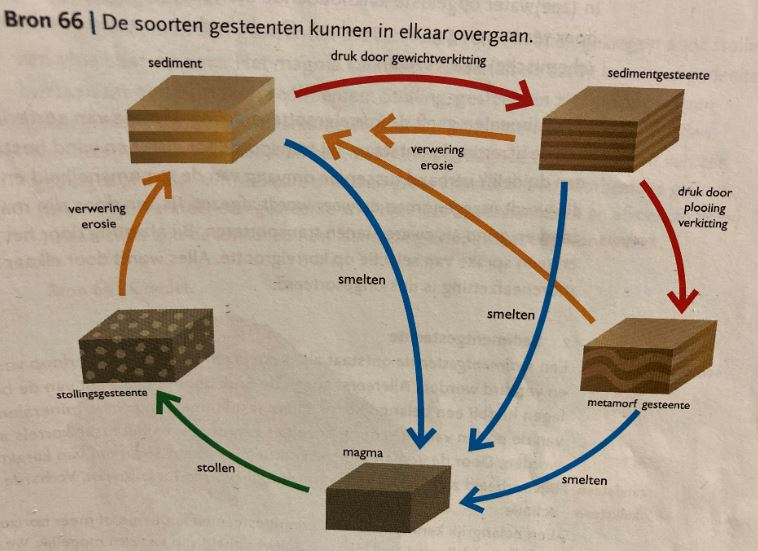 Bron 66 | De soorten gesteenten kunnen in elkaar overgaan.
sediment
druk door gewichtverkitting
sedimentgesteente
verwering
erosie
verwering
erosie
druk door
plooiing
verkitting
smelten
smelten
stollingsgesteente
metamorf gesteente
magma
stollen
smelten